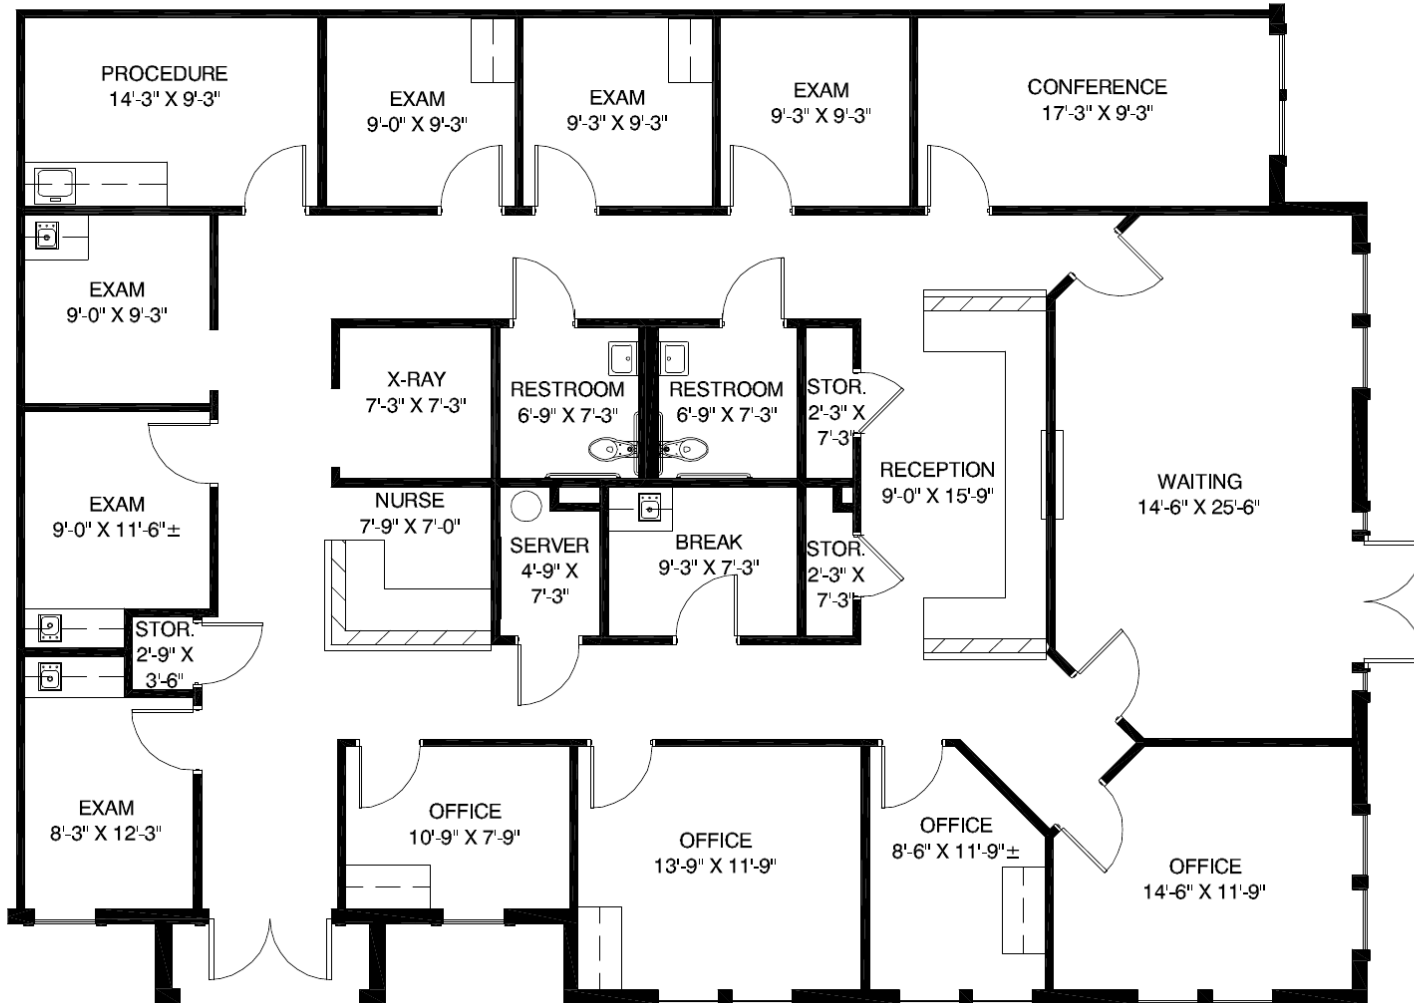 PROCEDURE
14'-3" X 9'-3"
EXAM
9'-0" X 9'-3"
EXAM
9'-3" X 9'-3"
EXAM
9'-3" X 9'-3"
CONFERENCE
17'-3" X 9'-3"
EXAM
9'-0" X 9'-3"
X-RAY
7'-3" X 7'-3"
RESTROOM
6'-9" X 7'-3"
RESTROOM
6'-9" X 7'-3"
STOR.
2'-3" X
7'-3"
RECEPTION
9'-0" X 15'-9"
WAITING
14'-6" X 25'-6"
EXAM
9'-0" X 11'-6"±
NURSE
7'-9" X 7'-0"
SERVER
4'-9" X
7'-3"
BREAK
9'-3" X 7'-3"
STOR.
2'-3" X
7'-3"
STOR.
2'-9" X
3'-6"
EXAM
8'-3" X 12'-3"
OFFICE
10'-9" X 7'-9"
OFFICE
13'-9" X 11'-9"
OFFICE
8'-6" X 11'-9"±
OFFICE
14'-6" X 11'-9"